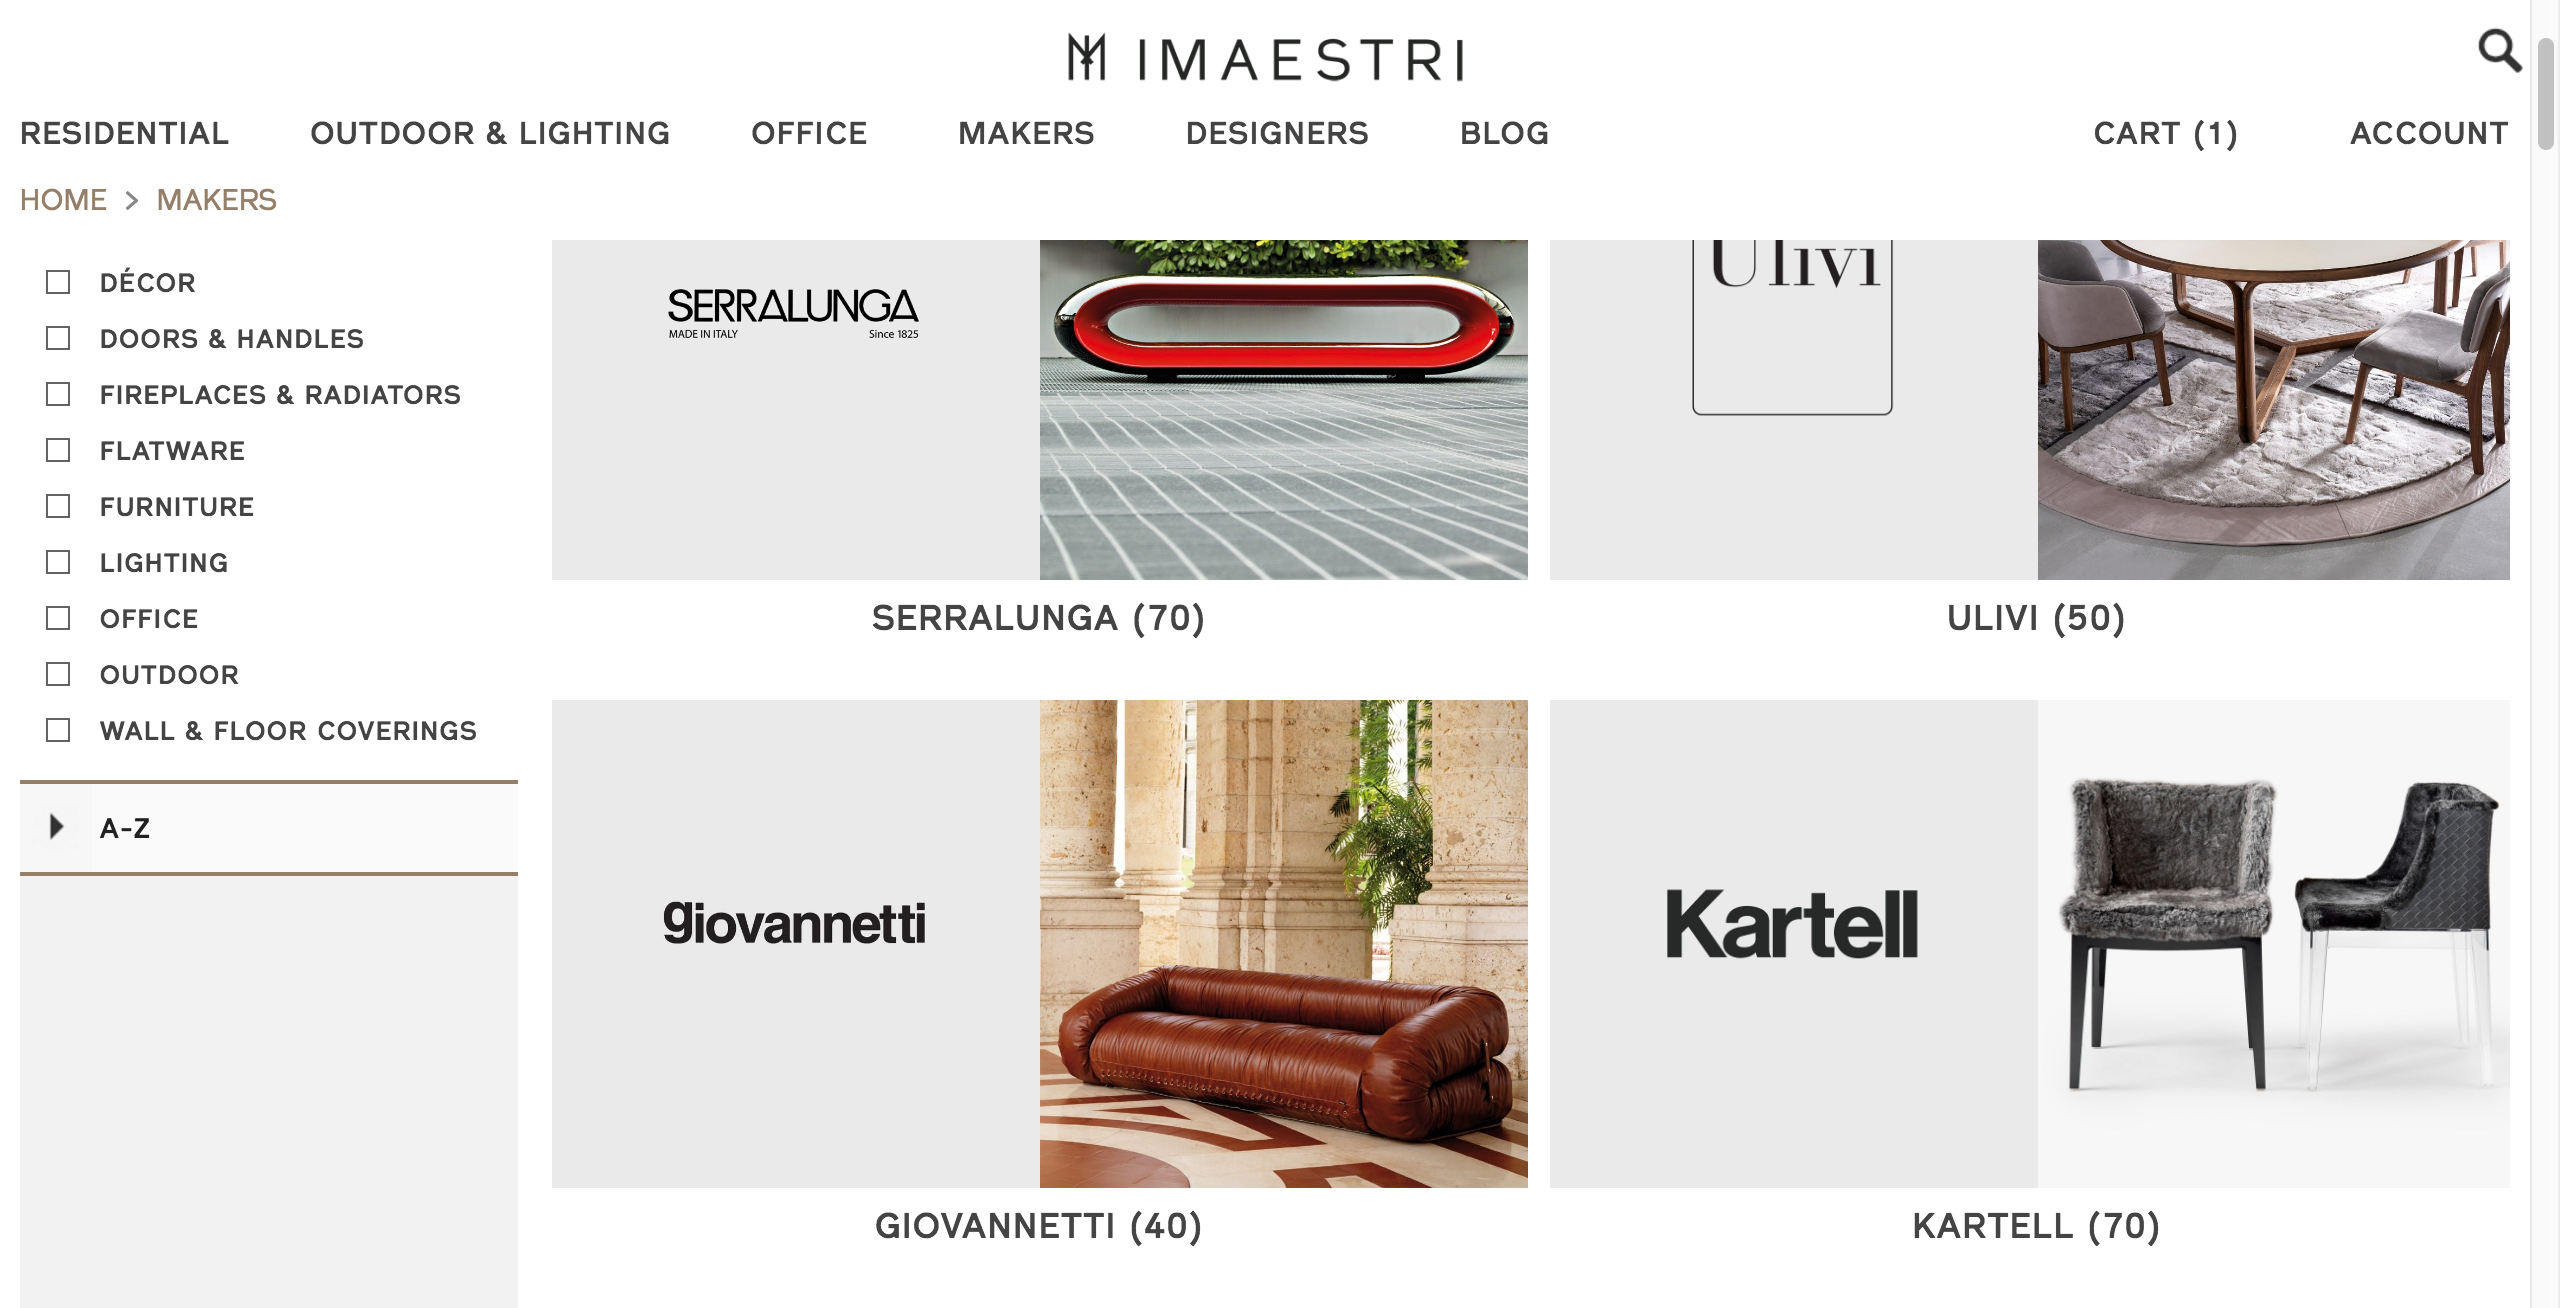 IMAESTRI
RESIDENTIAL OUTDOOR & LIGHTING OFFICE MAKERS DESIGNERS BLOG CART (1) ACCOUNT
HOME > MAKERS
DÉCOR
DOORS & HANDLES
FIREPLACES & RADIATORS
FLATWARE
FURNITURE
LIGHTING
OFFICE
OUTDOOR
WALL & FLOOR COVERINGS
A-Z
SERRALUNGA
MADE IN ITALY Since 1825
SERRALUNGA (70)
Ulivi
ULIVI (50)
giovannetti
GIOVANNETTI (40)
Kartell
KARTELL (70)